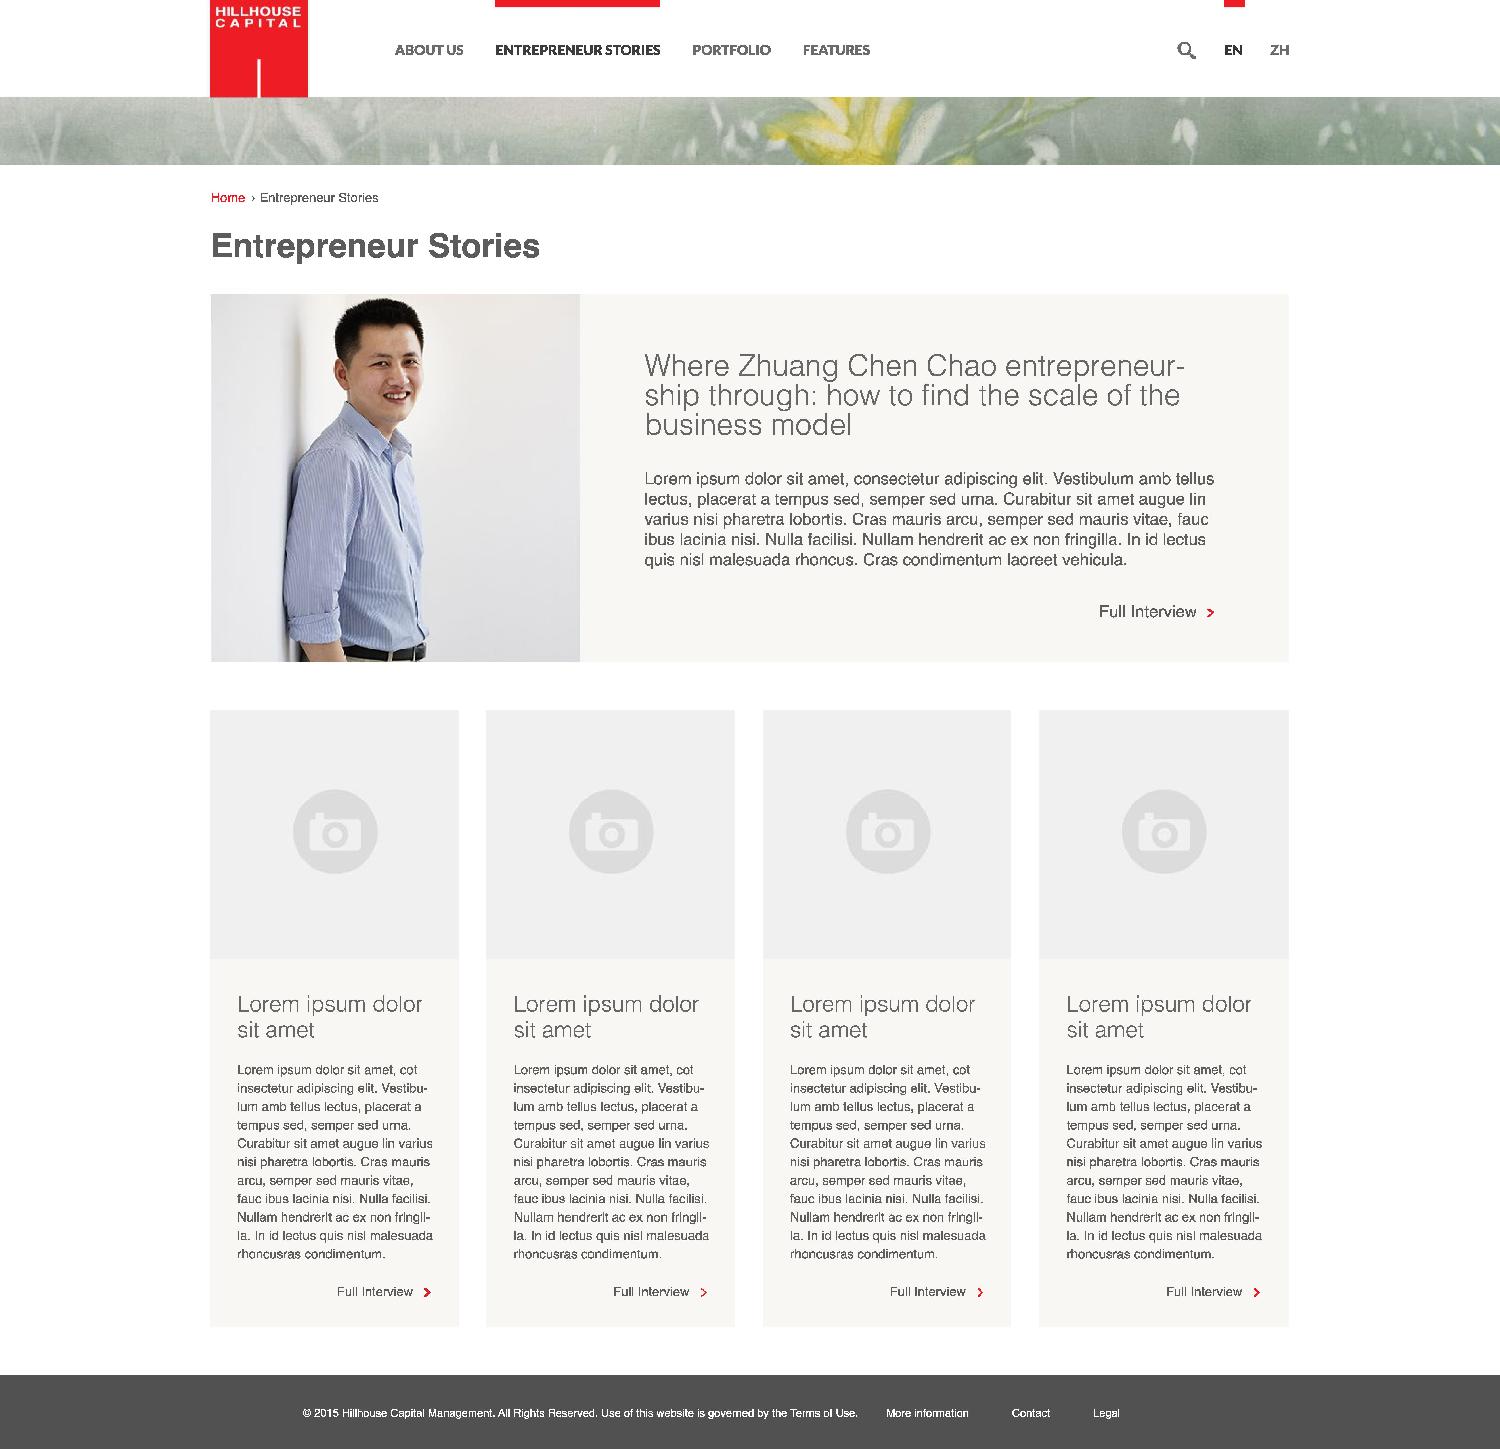 HILLHOUSE
CAPITAL
ABOUT US ENTREPRENEUR STORIES PORTFOLIO FEATURES EN ZH
Home › Entrepreneur Stories
Entrepreneur Stories
Where Zhuang Chen Chao entrepreneur-
ship through: how to find the scale of the
business model
Lorem ipsum dolor sit amet, consectetur adipiscing elit. Vestibulum amb tellus
lectus, placerat a tempus sed, semper sed urna. Curabitur sit amet augue lin
varius nisi pharetra lobortis. Cras mauris arcu, semper sed mauris vitae, fauc
ibus lacinia nisi. Nulla facilisi. Nullam hendrerit ac ex non fringilla. In id lectus
quis nisl malesuada rhoncus. Cras condimentum laoreet vehicula.
Full Interview
Lorem ipsum dolor
sit amet
Lorem ipsum dolor sit amet, cot
insectetur adipiscing elit. Vestibu-
lum amb tellus lectus, placerat a
tempus sed, semper sed urna.
Curabitur sit amet augue lin varius
nisi pharetra lobortis. Cras mauris
arcu, semper sed mauris vitae,
fauc ibus lacinia nisi. Nulla facilisi.
Nullam hendrerit ac ex non fringil-
la. In id lectus quis nisl malesuada
rhoncusras condimentum.
Full Interview
Lorem ipsum dolor
sit amet
Lorem ipsum dolor sit amet, cot
insectetur adipiscing elit. Vestibu-
lum amb tellus lectus, placerat a
tempus sed, semper sed urna.
Curabitur sit amet augue lin varius
nisi pharetra lobortis. Cras mauris
arcu, semper sed mauris vitae,
fauc ibus lacinia nisi. Nulla facilisi.
Nullam hendrerit ac ex non fringil-
la. In id lectus quis nisl malesuada
rhoncusras condimentum.
Full Interview
Lorem ipsum dolor
sit amet
Lorem ipsum dolor sit amet, cot
insectetur adipiscing elit. Vestibu-
lum amb tellus lectus, placerat a
tempus sed, semper sed urna.
Curabitur sit amet augue lin varius
nisi pharetra lobortis. Cras mauris
arcu, semper sed mauris vitae,
fauc ibus lacinia nisi. Nulla facilisi.
Nullam hendrerit ac ex non fringil-
la. In id lectus quis nisl malesuada
rhoncusras condimentum.
Full Interview
Lorem ipsum dolor
sit amet
Lorem ipsum dolor sit amet, cot
insectetur adipiscing elit. Vestibu-
lum amb tellus lectus, placerat a
tempus sed, semper sed urna.
Curabitur sit amet augue lin varius
nisi pharetra lobortis. Cras mauris
arcu, semper sed mauris vitae,
fauc ibus lacinia nisi. Nulla facilisi.
Nullam hendrerit ac ex non fringil-
la. In id lectus quis nisl malesuada
rhoncusras condimentum.
Full Interview
© 2015 Hillhouse Capital Management. All Rights Reserved. Use of this website is governed by the Terms of Use. More information Contact Legal